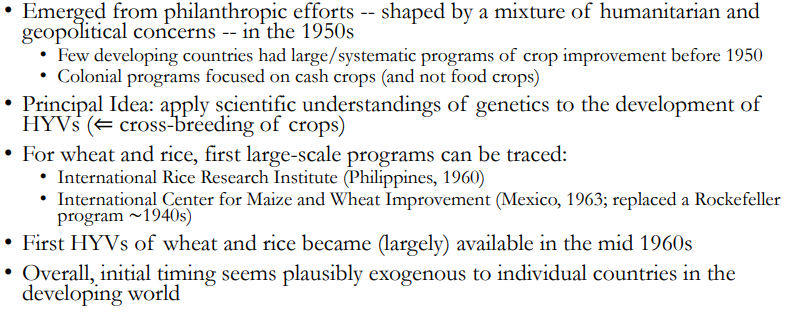 • Emerged from philanthropic efforts -- shaped by a mixture of humanitarian and
geopolitical concerns -- in the 1950s
• Few developing countries had large/systematic programs of crop improvement before 1950
• Colonial programs focused on cash crops (and not food crops)
• Principal Idea: apply scientific understandings of genetics to the development of
HYVs (⇐ cross-breeding of crops)
• For wheat and rice, first large-scale programs can be traced:
• International Rice Research Institute (Philippines, 1960)
• International Center for Maize and Wheat Improvement (Mexico, 1963; replaced a Rockefeller
program ~1940s)
• First HYVs of wheat and rice became (largely) available in the mid 1960s
• Overall, initial timing seems plausibly exogenous to individual countries in the
developing world